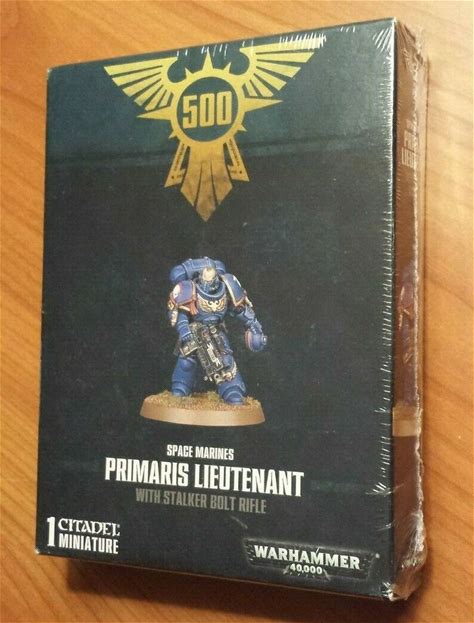 500
SPACE MARINES
PRIMARIS LIEUTENANT
WITH STALKER BOLT RIFLE
1 CITADEL
MINIATURE
WARHAMMER
40,000